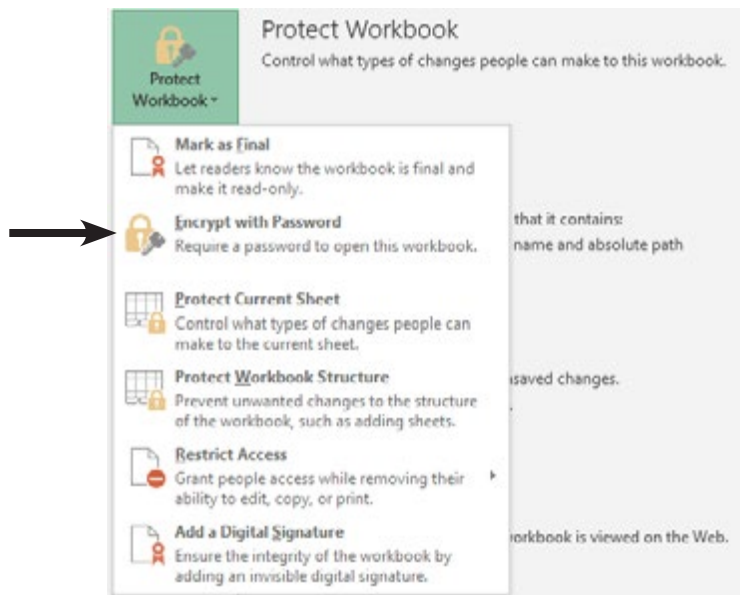 Protect Workbook
Control what types of changes people can make to this workbook.
Protect
Workbook
Mark as Final
Let readers know the workbook is final and
make it read-only.
Encrypt with Password
Require a password to open this workbook.
that it contains:
name and absolute path
Protect Current Sheet
Control what types of changes people can
make to the current sheet.
Protect Workbook Structure
Prevent unwanted changes to the structure
of the workbook, such as adding sheets.
saved changes.
Restrict Access
Grant people access while removing their
ability to edit, copy, or print.
Add a Digital Signature
Ensure the integrity of the workbook by
adding an invisible digital signature.
orkbook is viewed on the Web.